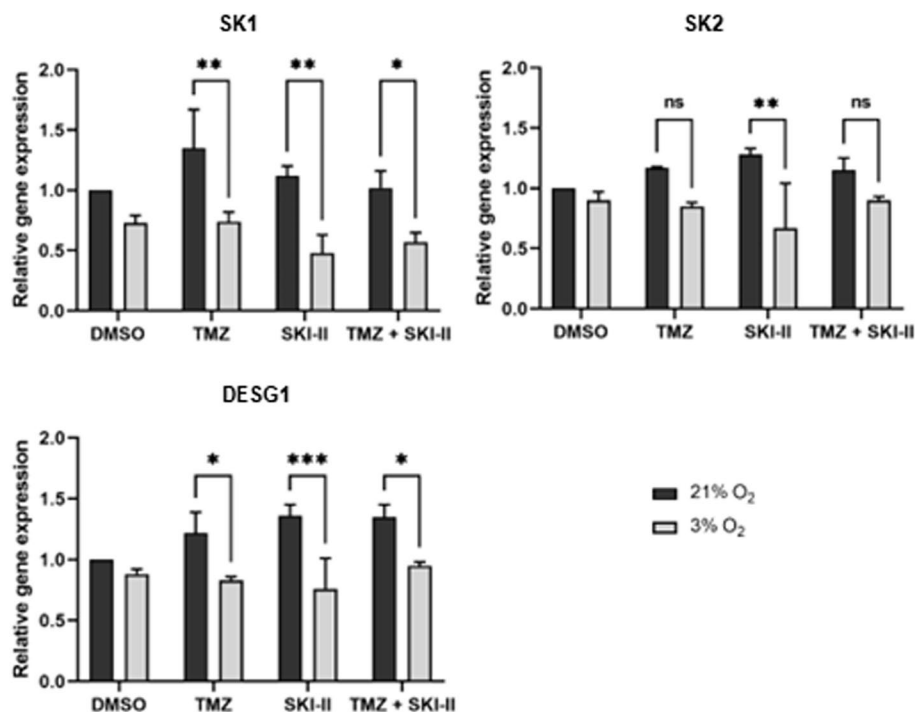 SK1
Relative gene expression
2.0
1.5
1.0
0.5
0.0
** ** *
DMSO TMZ SKI-II TMZ + SKI-II
SK2
Relative gene expression
2.0
1.5
1.0
0.5
0.0
ns ** ns
DMSO TMZ SKI-II TMZ + SKI-II
DESG1
Relative gene expression
2.0
1.5
1.0
0.5
0.0
* *** *
DMSO TMZ SKI-II TMZ + SKI-II
21% O₂
3% O₂